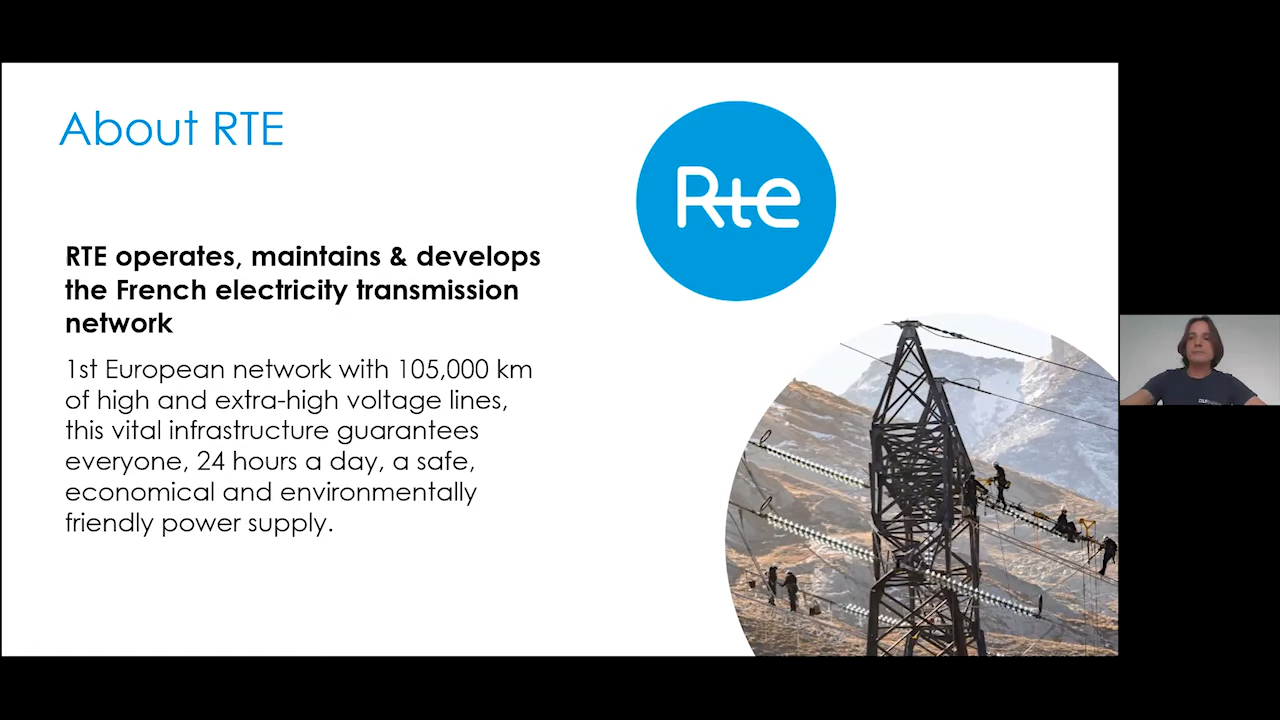 About RTE
Rte
RTE operates, maintains & develops
the French electricity transmission
network
1st European network with 105,000 km
of high and extra-high voltage lines,
this vital infrastructure guarantees
everyone, 24 hours a day, a safe,
economical and environmentally
friendly power supply.